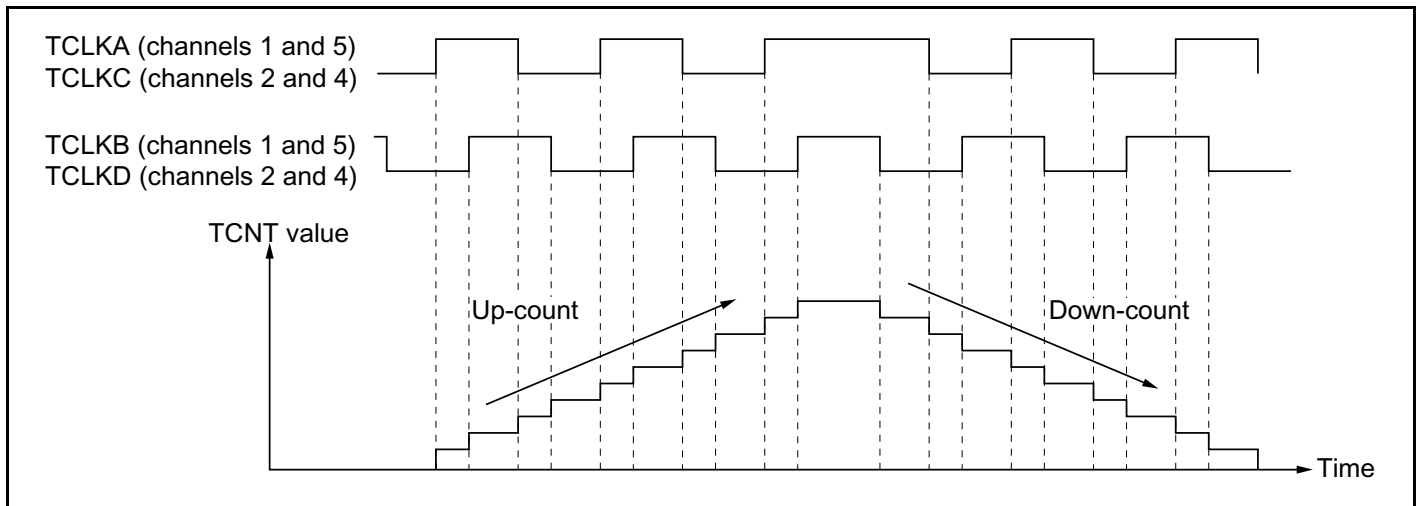 TCLKA (channels 1 and 5)
TCLKC (channels 2 and 4)
TCLKB (channels 1 and 5)
TCLKD (channels 2 and 4)
TCNT value
Up-count
Down-count
Time